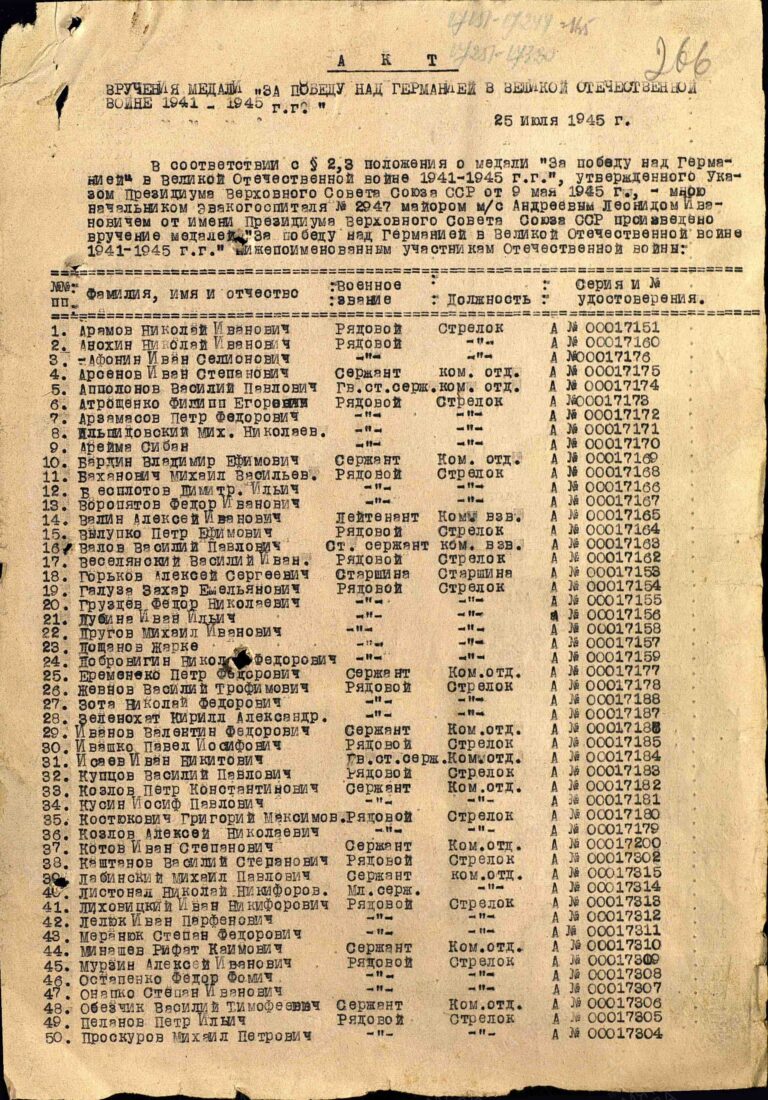 17151-17244 = 145
17251-17330
266
А К Т
ВРУЧЕНИЯ МЕДАЛИ "ЗА ПОБЕДУ НАД ГЕРМАНИЕЙ В ВЕЛИКОЙ ОТЕЧЕСТВЕННОЙ
ВОЙНЕ 1941 - 1945 г.г."
25 июля 1945 г.
В соответствии с § 2,3 положения о медали "За победу над Герма-
нией" в Великой Отечественной войне 1941-1945 г.г.", утвержденного Ука-
зом Президиума Верховного Совета Союза ССР от 9 мая 1945 г., - мною
начальником эвакогоспиталя № 2947 майором м/с Андреевым Леонидом Ива-
новичем от имени Президиума Верховного Совета Союза ССР произведено
вручение медалей "За победу над Германией в Великой Отечественной войне
1941-1945 г.г." нижепоименованным участникам Отечественной войны:
№№ пп. Фамилия, имя и отчество :Военное звание : Должность : Серия и № удостоверения.
1. Арамов Николай Иванович Рядовой Стрелок А № 00017151
2. Анохин Николай Иванович Рядовой -"- А № 00017160
3. Афонин Иван Селионович -"- -"- А №00017176
4. Арсенов Иван Степанович Сержант ком. отд. А № 00017175
5. Апполонов Василий Павлович Гв.ст.серж.ком. отд. А № 00017174
6. Атрощенко Филипп Егорович Рядовой Стрелок А №00017173
7. Арзамасов Петр Федорович -"- -"- А № 00017172
8. Ильшидовский Мих. Николаев. -"- -"- А № 00017171
9. Арейма Сибан -"- -"- А № 00017170
10. Бардин Владимир Ефимович Сержант Ком. отд. А № 00017169
11. Баханович Михаил Васильев. Рядовой Стрелок А № 00017168
12. Бесплотов Димитр. Ильич -"- -"- А № 00017166
13. Воропятов Федор Иванович -"- -"- А № 00017167
14. Валин Алексей Иванович Лейтенант Ком. взв. А № 00017165
15. Вылупко Петр Ефимович Рядовой Стрелок А № 00017164
16. Валов Василий Павлович Ст. сержант ком. взв. А № 00017163
17. Веселянский Василий Иван. Рядовой Стрелок А № 00017162
18. Горьков Алексей Сергеевич Старшина Старшина А № 00017153
19. Галуза Захар Емельянович Рядовой Стрелок А № 00017154
20. Груздев Федор Николаевич -"- -"- А № 00017155
21. Дубина Иван Ильич -"- -"- А № 00017156
22. Другов Михаил Иванович -"- -"- А № 00017158
23. Дощанов Жарке -"- -"- А № 00017157
24. Добровигин Никол Федорович -"- -"- А № 00017159
25. Еременеко Петр Федорович Сержант Ком.отд. А № 00017177
26. Жевнов Василий Трофимович Рядовой Стрелок А № 00017178
27. Зота Николай Федорович -"- -"- А № 00017188
28. Зеленохат Кирилл Александр. -"- -"- А № 00017187
29. Иванов Валентин Федорович Сержант Ком.отд. А № 00017186
30. Ивашко Павел Иосифович Рядовой Стрелок А № 00017185
31. Исаев Иван Никитович Гв.ст.серж.Ком.отд. А № 00017184
32. Купцов Василий Павлович Рядовой Стрелок А № 00017183
33. Козлов Петр Константинович Сержант Ком.отд. А № 00017182
34. Кусин Иосиф Павлович -"- -"- А № 00017181
35. Костюкович Григорий Максимов.Рядовой Стрелок А № 00017180
36. Козлов Алексей Николаевич -"- -"- А № 00017179
37. Котов Иван Степанович Сержант Ком.отд. А № 00017200
38. Каштанов Василий Стеранович Рядовой Стрелок А № 00017302
39. Лабинский Михаил Павлович Сержант ком.отд. А № 00017315
40. Листонал Николай Никифоров. Мл.серж. -"- А № 00017314
41. Лиховицкий Иван Никифорович Рядовой Стрелок А № 00017313
42. Лелюк Иван Парфенович -"- -"- А № 00017312
43. Меранюк Степан Федорович -"- -"- А № 00017311
44. Минашев Рифат Каимович Сержант Ком.отд. А № 00017310
45. Мурзин Алексей Иванович Рядовой Стрелок А № 00017309
46. Остапенко Федор Фомич -"- -"- А № 00017308
47. Онапко Степан Иванович -"- -"- А № 00017307
48. Обезчик Василий Тимофеевич Сержант Ком.отд. А № 00017306
49. Пеланов Петр Ильич Рядовой Стрелок А № 00017305
50. Проскуров Михаил Петрович -"- -"- А № 00017304